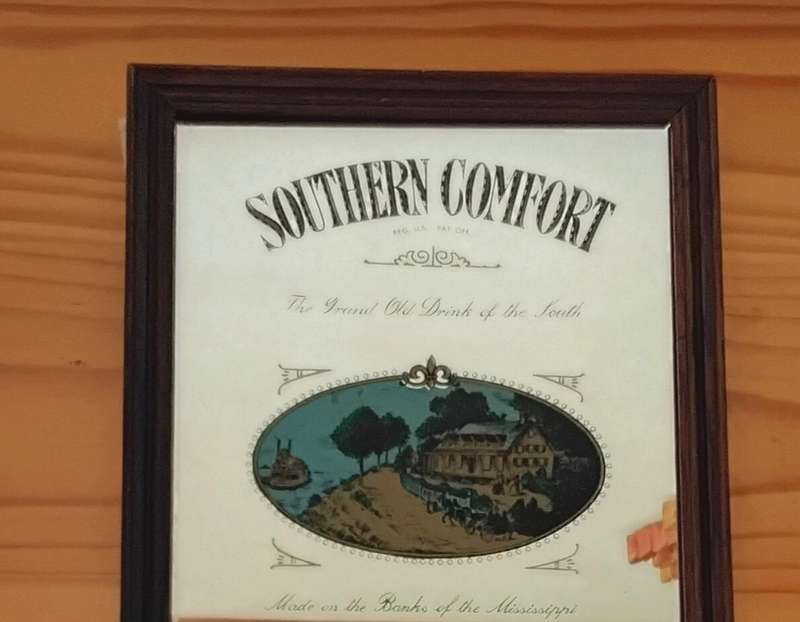 SOUTHERN COMFORT
REG. U.S. PAT. OFF.
The Grand Old Drink of the South
Made on the Banks of the Mississippi